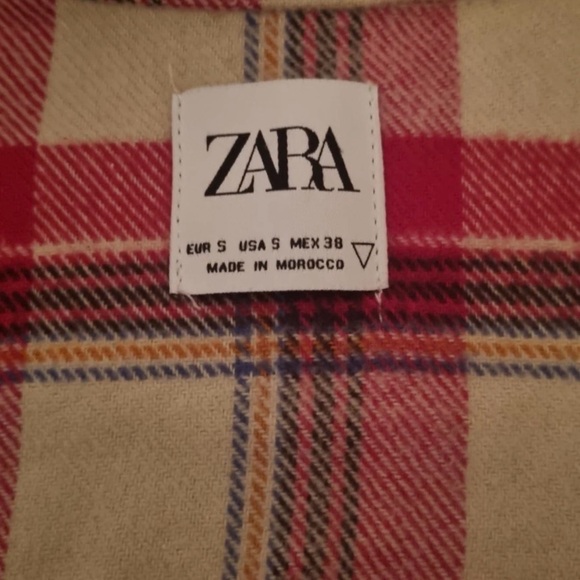 ZARA
EUR S USA S MEX 38
MADE IN MOROCCO